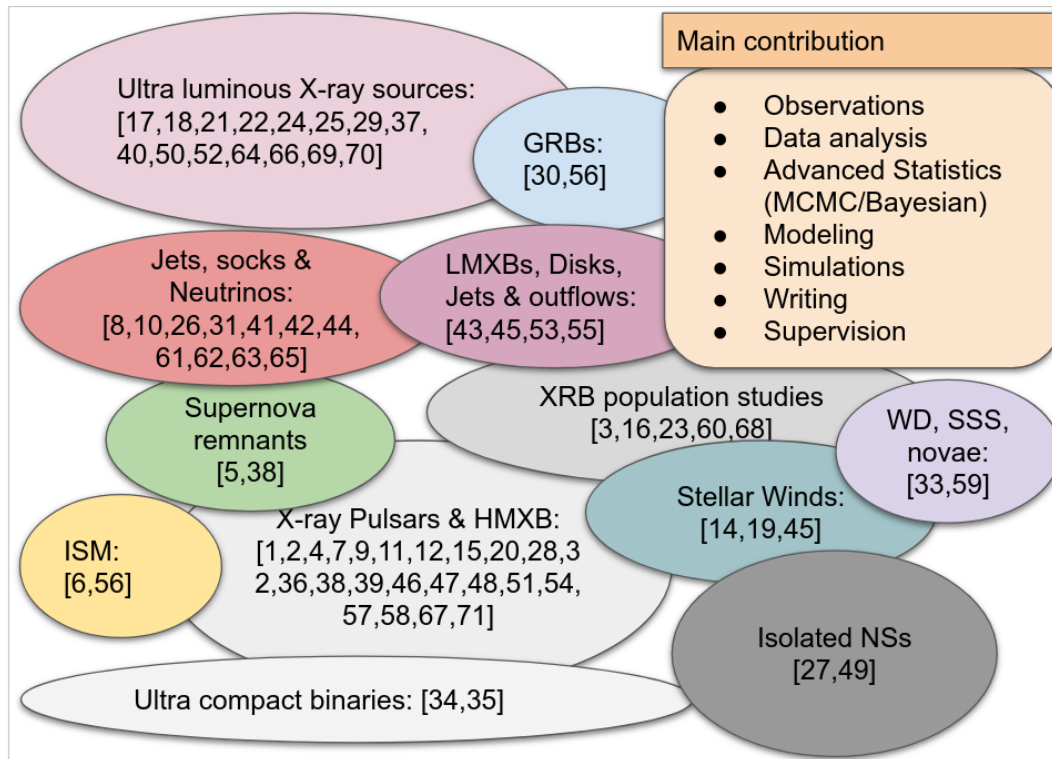 Main contribution
Ultra luminous X-ray sources:
[17,18,21,22,24,25,29,37,
40,50,52,64,66,69,70]
GRBs:
[30,56]
● Observations
● Data analysis
● Advanced Statistics
(MCMC/Bayesian)
● Modeling
● Simulations
● Writing
● Supervision
Jets, socks &
Neutrinos:
[8,10,26,31,41,42,44,
61,62,63,65]
LMXBs, Disks,
Jets & outflows:
[43,45,53,55]
Supernova
remnants
[5,38]
XRB population studies
[3,16,23,60,68]
WD, SSS,
novae:
[33,59]
Stellar Winds:
[14,19,45]
ISM:
[6,56]
X-ray Pulsars & HMXB:
[1,2,4,7,9,11,12,15,20,28,3
2,36,38,39,46,47,48,51,54,
57,58,67,71]
Isolated NSs
[27,49]
Ultra compact binaries: [34,35]